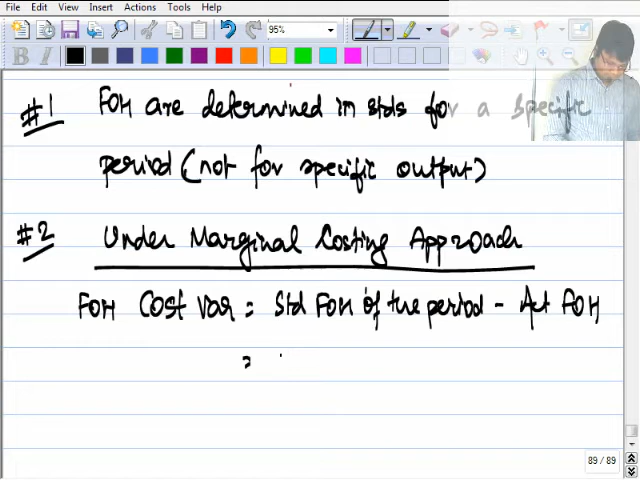 File Edit View Insert Actions Tools Help
95%
B I
#1 FOH are determined in stds for a specific
period (not for specific output)
#2 Under Marginal Costing Approach
FOH Cost Var = Std FOH of the period - Act FOH
=
89 / 89